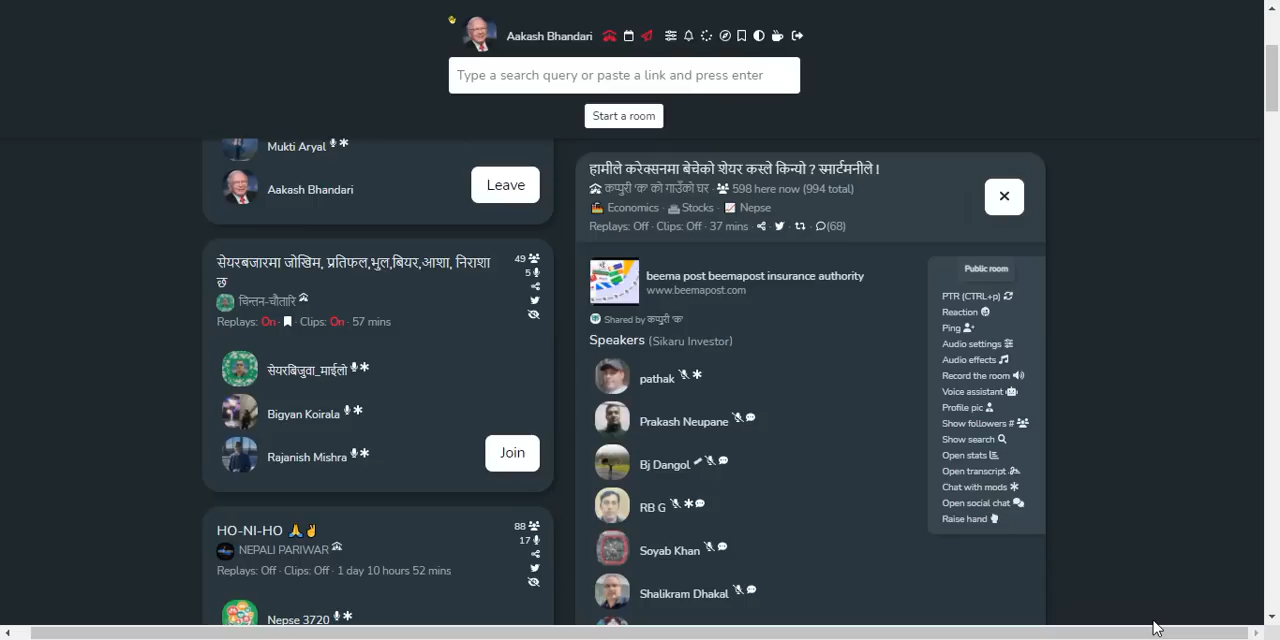 Aakash Bhandari
Type a search query or paste a link and press enter
Start a room
Mukti Aryal
Aakash Bhandari
Leave
सेयरबजारमा जोखिम, प्रतिफल,भुल,बियर,आशा, निराशा
छ
चिन्तन-चौतारि
Replays: On · Clips: On · 57 mins
49
5
सेयरबिजुवा_माईलो
Bigyan Koirala
Rajanish Mishra
Join
HO-NI-HO 🙏✌
NEPALI PARIWAR
Replays: Off · Clips: Off · 1 day 10 hours 52 mins
88
17
Nepse 3720
हामीले करेक्सनमा बेचेको शेयर कस्ले किन्यो ? स्मार्टमनीले !
कप्पुरी 'क' को गाउँको घर · 598 here now (994 total)
Economics · Stocks · Nepse
Replays: Off · Clips: Off · 37 mins · (68)
beema post beemapost insurance authority
www.beemapost.com
Shared by कप्पुरी 'क'
Speakers (Sikaru Investor)
pathak
Prakash Neupane
Bj Dangol
RB G
Soyab Khan
Shalikram Dhakal
Public room
PTR (CTRL+p)
Reaction
Ping
Audio settings
Audio effects
Record the room
Voice assistant
Profile pic
Show followers #
Show search
Open stats
Open transcript
Chat with mods
Open social chat
Raise hand